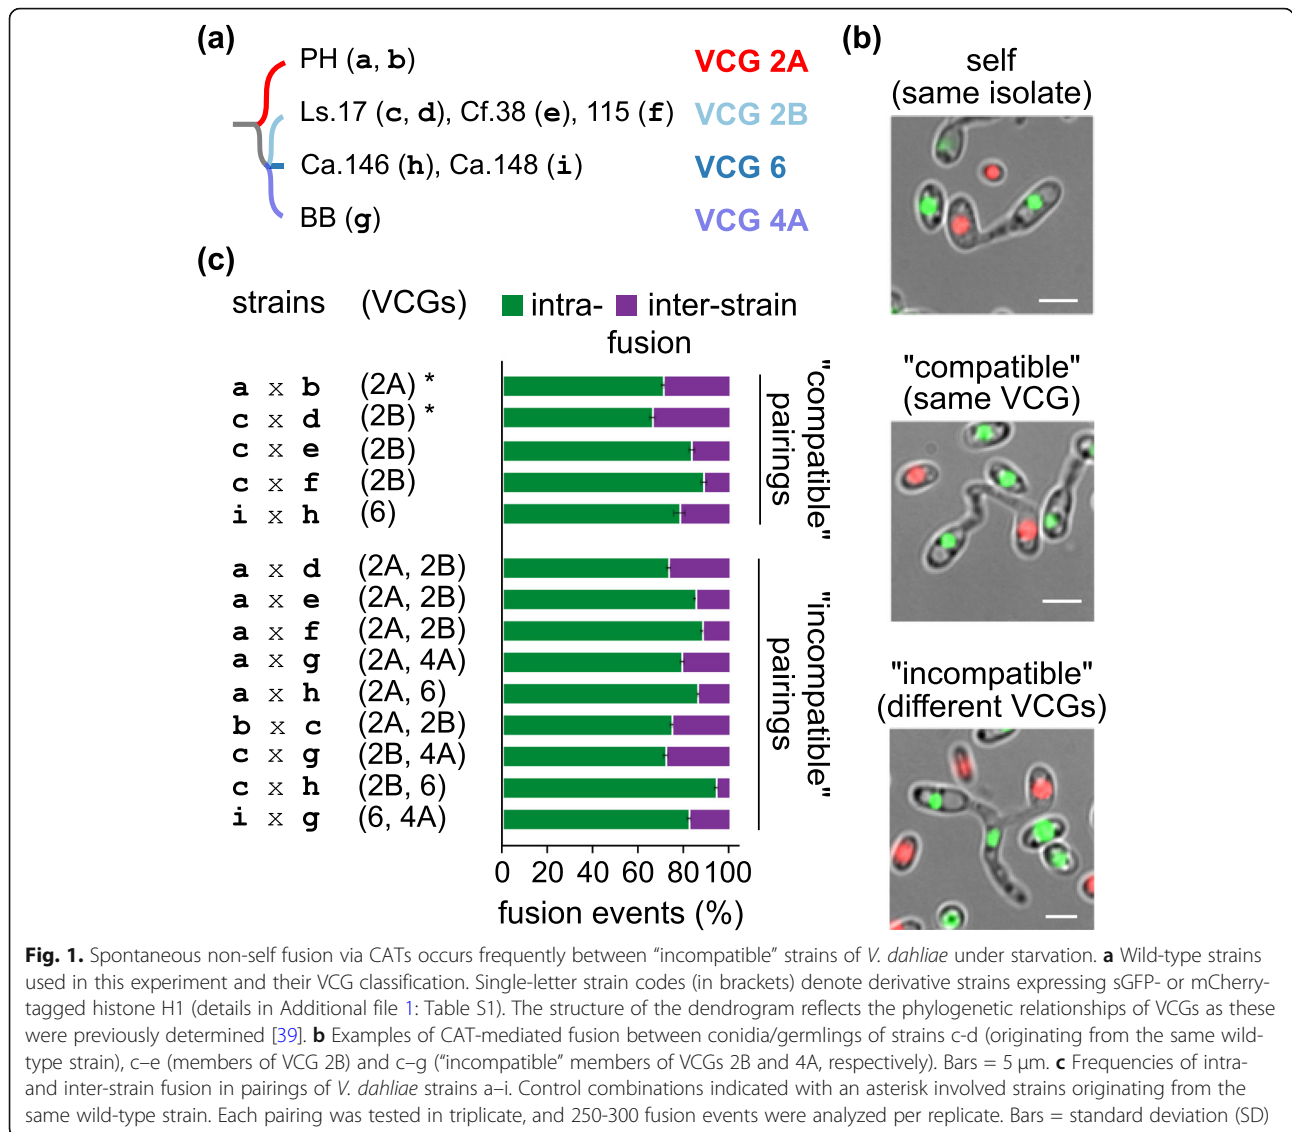 (a)
PH (a, b) VCG 2A
Ls.17 (c, d), Cf.38 (e), 115 (f) VCG 2B
Ca.146 (h), Ca.148 (i) VCG 6
BB (g) VCG 4A
(b)
self
(same isolate)
"compatible"
(same VCG)
"incompatible"
(different VCGs)
(c)
strains (VCGs) intra- inter-strain
fusion
a x b (2A) *
c x d (2B) *
c x e (2B)
c x f (2B)
i x h (6)
"compatible"
pairings
a x d (2A, 2B)
a x e (2A, 2B)
a x f (2A, 2B)
a x g (2A, 4A)
a x h (2A, 6)
b x c (2A, 2B)
c x g (2B, 4A)
c x h (2B, 6)
i x g (6, 4A)
"incompatible"
pairings
0 20 40 60 80 100
fusion events (%)
Fig. 1. Spontaneous non-self fusion via CATs occurs frequently between “incompatible” strains of V. dahliae under starvation. a Wild-type strains
used in this experiment and their VCG classification. Single-letter strain codes (in brackets) denote derivative strains expressing sGFP- or mCherry-
tagged histone H1 (details in Additional file 1: Table S1). The structure of the dendrogram reflects the phylogenetic relationships of VCGs as these
were previously determined [39]. b Examples of CAT-mediated fusion between conidia/germlings of strains c-d (originating from the same wild-
type strain), c–e (members of VCG 2B) and c–g (“incompatible” members of VCGs 2B and 4A, respectively). Bars = 5 μm. c Frequencies of intra-
and inter-strain fusion in pairings of V. dahliae strains a–i. Control combinations indicated with an asterisk involved strains originating from the
same wild-type strain. Each pairing was tested in triplicate, and 250-300 fusion events were analyzed per replicate. Bars = standard deviation (SD)